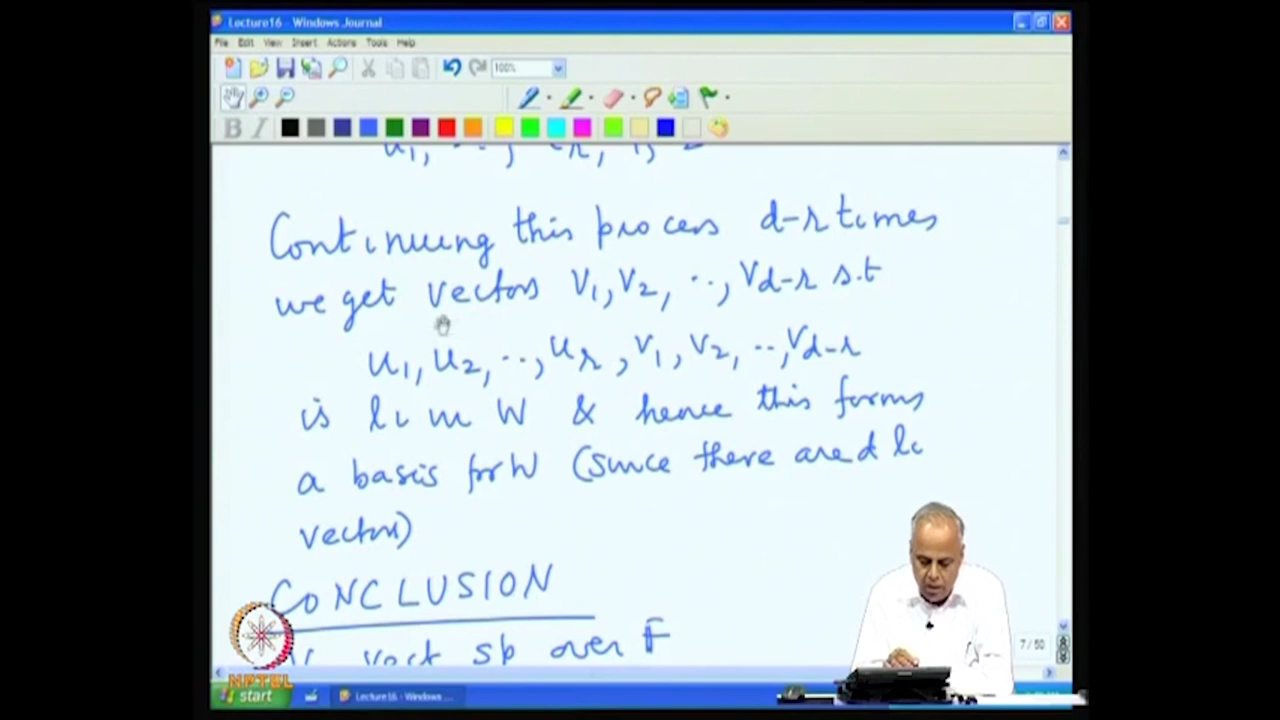 Lecture16 - Windows Journal
File Edit View Insert Actions Tools Help
100%
B I
Continuing this process d-r times
we get vectors v1, v2, .., vd-r s.t
u1, u2, .., ur, v1, v2, .., vd-r
is li in W & hence this forms
a basis for W (since there are d li
vectors)
CONCLUSION
vect sp over F
7 / 50
NPTEL
start Lecture16 - Windows ...